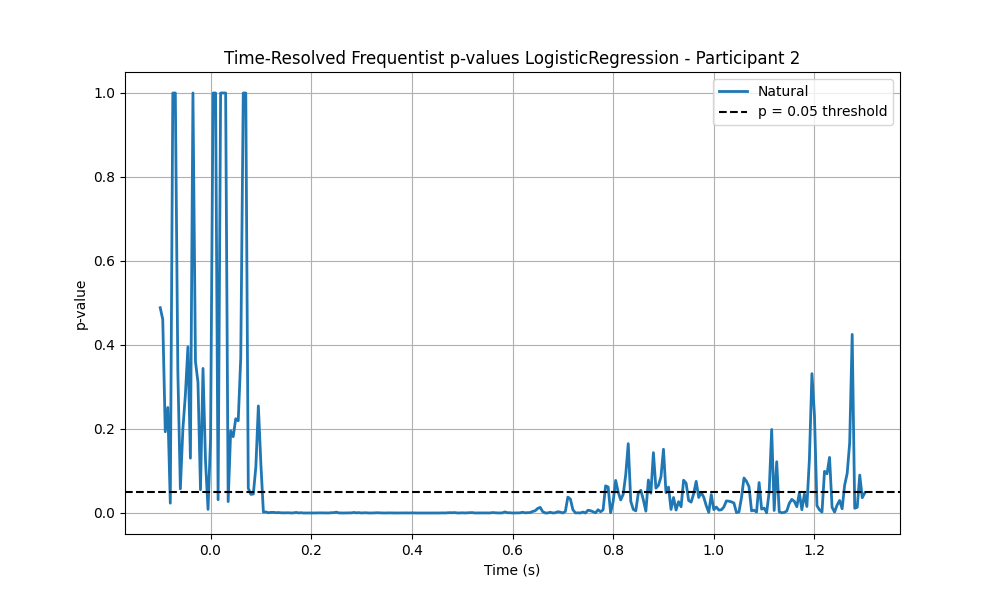 Time-Resolved Frequentist p-values LogisticRegression - Participant 2
Natural
p = 0.05 threshold
p-value
1.0
0.8
0.6
0.4
0.2
0.0
0.0 0.2 0.4 0.6 0.8 1.0 1.2
Time (s)